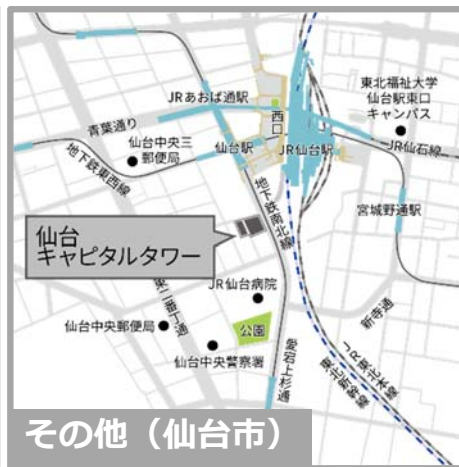 JRあおば通駅
東北福祉大学
仙台駅東口
キャンパス
青葉通り
西口
仙台中央三
郵便局
仙台駅
JR仙台駅
JR仙石線
地下鉄東西線
地下鉄南北線
宮城野通駅
仙台
キャピタルタワー
JR仙台病院
東二番丁通
新寺通
仙台中央郵便局
公園
仙台中央警察署
愛宕上杉通
JR東北本線
東北新幹線
その他（仙台市）